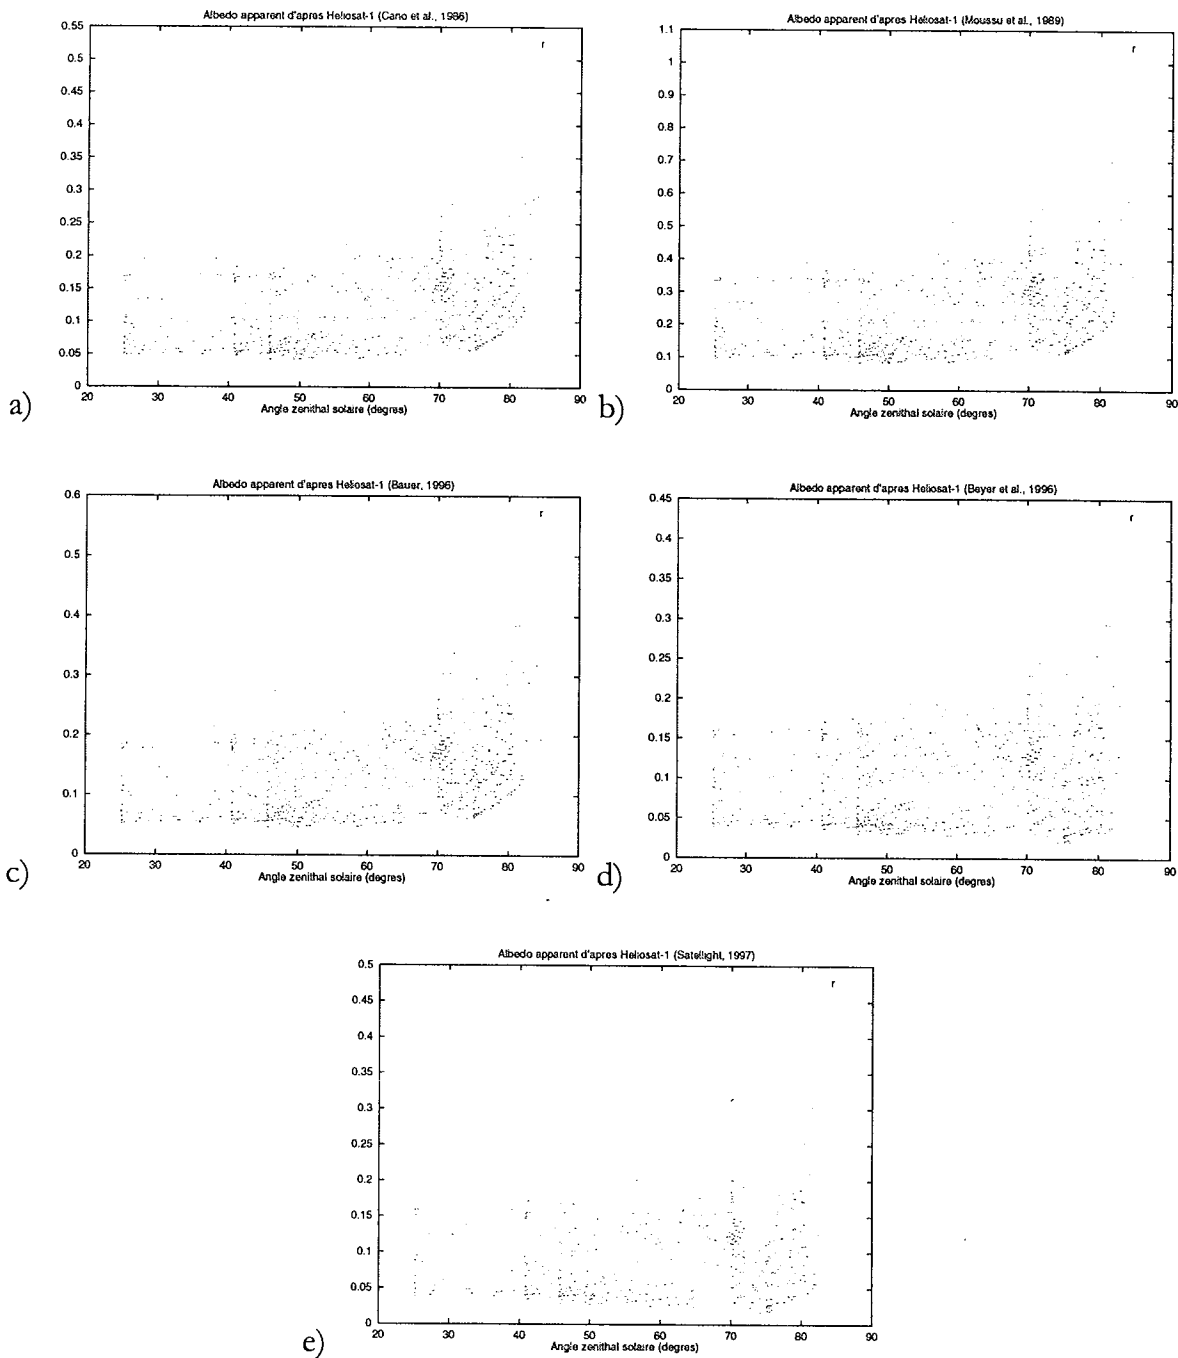 Albedo apparent d'apres Heliosat-1 (Cano et al., 1986)
r
0.55
0.5
0.45
0.4
0.35
0.3
0.25
0.2
0.15
0.1
0.05
0
20 30 40 50 60 70 80 90
Angle zenithal solaire (degres)
a)
Albedo apparent d'apres Heliosat-1 (Moussu et al., 1989)
r
1.1
1
0.9
0.8
0.7
0.6
0.5
0.4
0.3
0.2
0.1
0
20 30 40 50 60 70 80 90
Angle zenithal solaire (degres)
b)
Albedo apparent d'apres Heliosat-1 (Bauer, 1996)
r
0.6
0.5
0.4
0.3
0.2
0.1
0
20 30 40 50 60 70 80 90
Angle zenithal solaire (degres)
c)
Albedo apparent d'apres Heliosat-1 (Beyer et al., 1996)
r
0.45
0.4
0.35
0.3
0.25
0.2
0.15
0.1
0.05
0
20 30 40 50 60 70 80 90
Angle zenithal solaire (degres)
d)
Albedo apparent d'apres Heliosat-1 (Satellight, 1997)
r
0.5
0.45
0.4
0.35
0.3
0.25
0.2
0.15
0.1
0.05
0
20 30 40 50 60 70 80 90
Angle zenithal solaire (degres)
e)